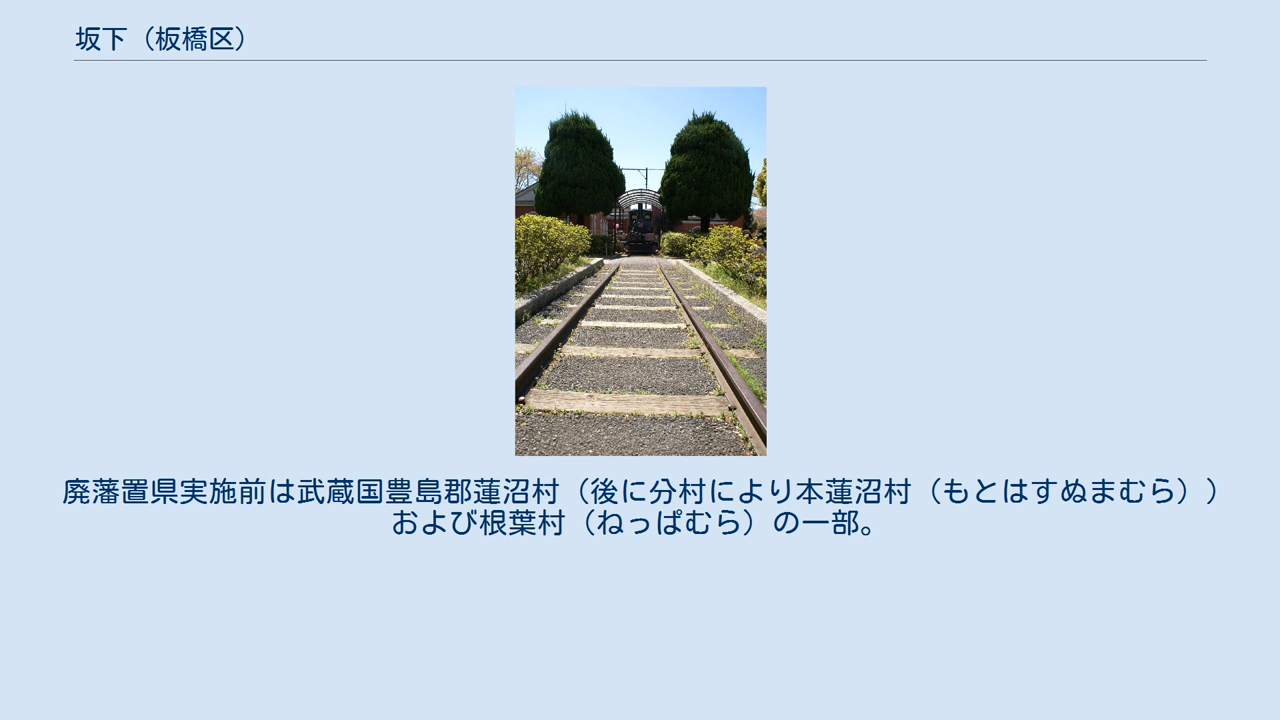 坂下（板橋区）
廃藩置県実施前は武蔵国豊島郡蓮沼村（後に分村により本蓮沼村（もとはすぬまむら））
および根葉村（ねっぱむら）の一部。